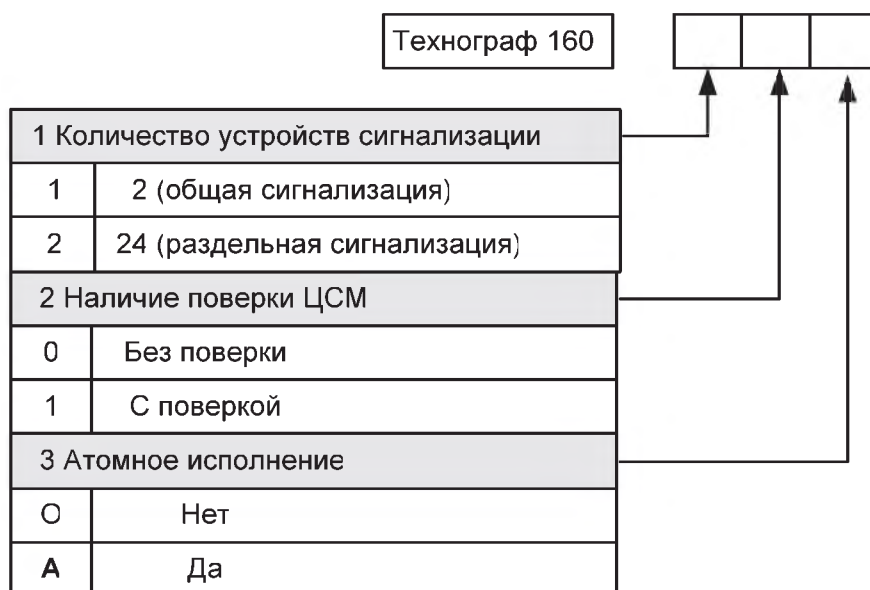 Технограф 160
1 Количество устройств сигнализации
1 2 (общая сигнализация)
2 24 (раздельная сигнализация)
2 Наличие поверки ЦСМ
0 Без поверки
1 С поверкой
3 Атомное исполнение
О Нет
А Да